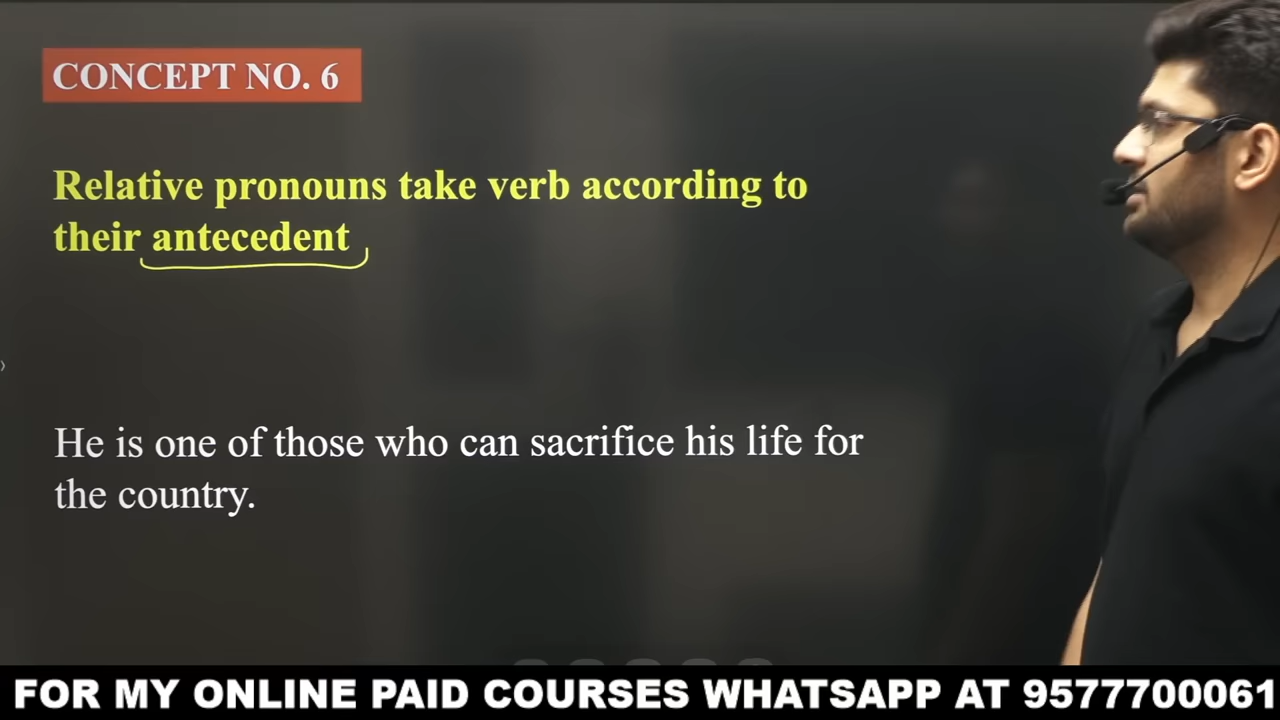 CONCEPT NO. 6
Relative pronouns take verb according to
their antecedent
He is one of those who can sacrifice his life for
the country.
FOR MY ONLINE PAID COURSES WHATSAPP AT 9577700061